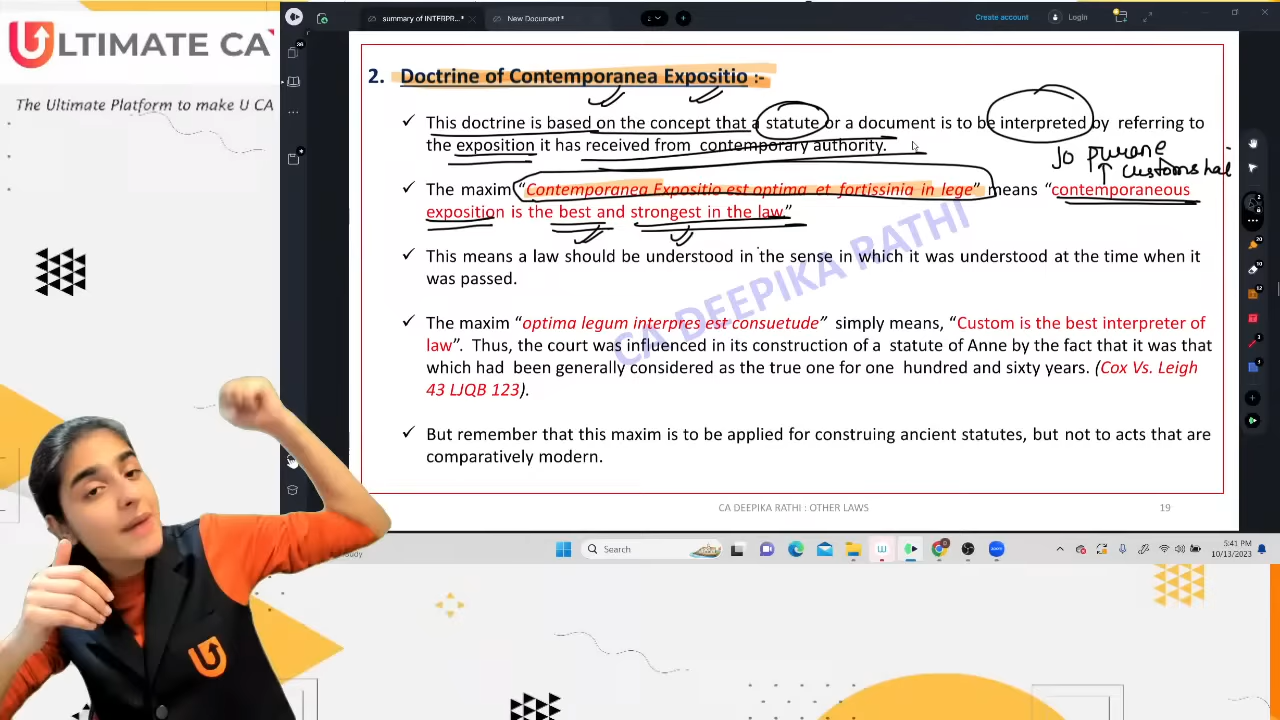 ULTIMATE CA
The Ultimate Platform to make U CA
summary of INTERPR...*
New Document*
2
Create account
Login
2. Doctrine of Contemporanea Expositio :-
This doctrine is based on the concept that a statute or a document is to be interpreted by referring to
the exposition it has received from contemporary authority.
jo purane
customs hai
The maxim “Contemporanea Expositio est optima et fortissinia in lege” means “contemporaneous
exposition is the best and strongest in the law.”
This means a law should be understood in the sense in which it was understood at the time when it
was passed.
The maxim “optima legum interpres est consuetude” simply means, “Custom is the best interpreter of
law”. Thus, the court was influenced in its construction of a statute of Anne by the fact that it was that
which had been generally considered as the true one for one hundred and sixty years. (Cox Vs. Leigh
43 LJQB 123).
But remember that this maxim is to be applied for construing ancient statutes, but not to acts that are
comparatively modern.
CA DEEPIKA RATHI
CA DEEPIKA RATHI : OTHER LAWS
19
Search
5:41 PM
10/13/2023